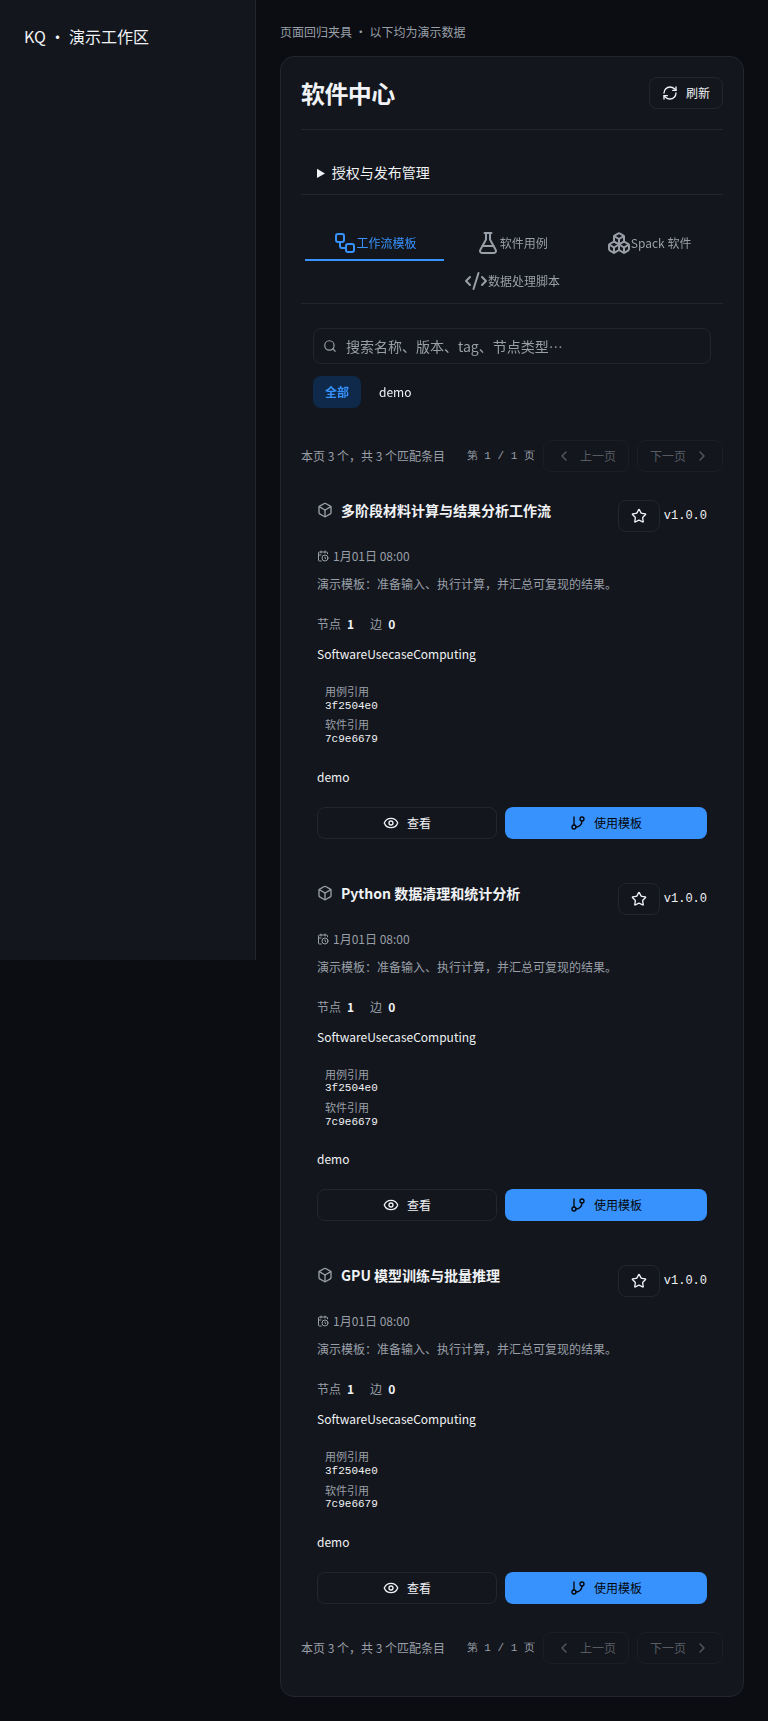 KQ · 演示工作区
页面回归夹具 · 以下均为演示数据
软件中心
刷新
授权与发布管理
工作流模板
软件用例
Spack 软件
数据处理脚本
搜索名称、版本、tag、节点类型…
全部
demo
本页 3 个，共 3 个匹配条目
第 1 / 1 页
上一页
下一页
多阶段材料计算与结果分析工作流
v1.0.0
1月01日 08:00
演示模板：准备输入、执行计算，并汇总可复现的结果。
节点 1 边 0
SoftwareUsecaseComputing
用例引用
3f2504e0
软件引用
7c9e6679
demo
查看
使用模板
Python 数据清理和统计分析
v1.0.0
1月01日 08:00
演示模板：准备输入、执行计算，并汇总可复现的结果。
节点 1 边 0
SoftwareUsecaseComputing
用例引用
3f2504e0
软件引用
7c9e6679
demo
查看
使用模板
GPU 模型训练与批量推理
v1.0.0
1月01日 08:00
演示模板：准备输入、执行计算，并汇总可复现的结果。
节点 1 边 0
SoftwareUsecaseComputing
用例引用
3f2504e0
软件引用
7c9e6679
demo
查看
使用模板
本页 3 个，共 3 个匹配条目
第 1 / 1 页
上一页
下一页